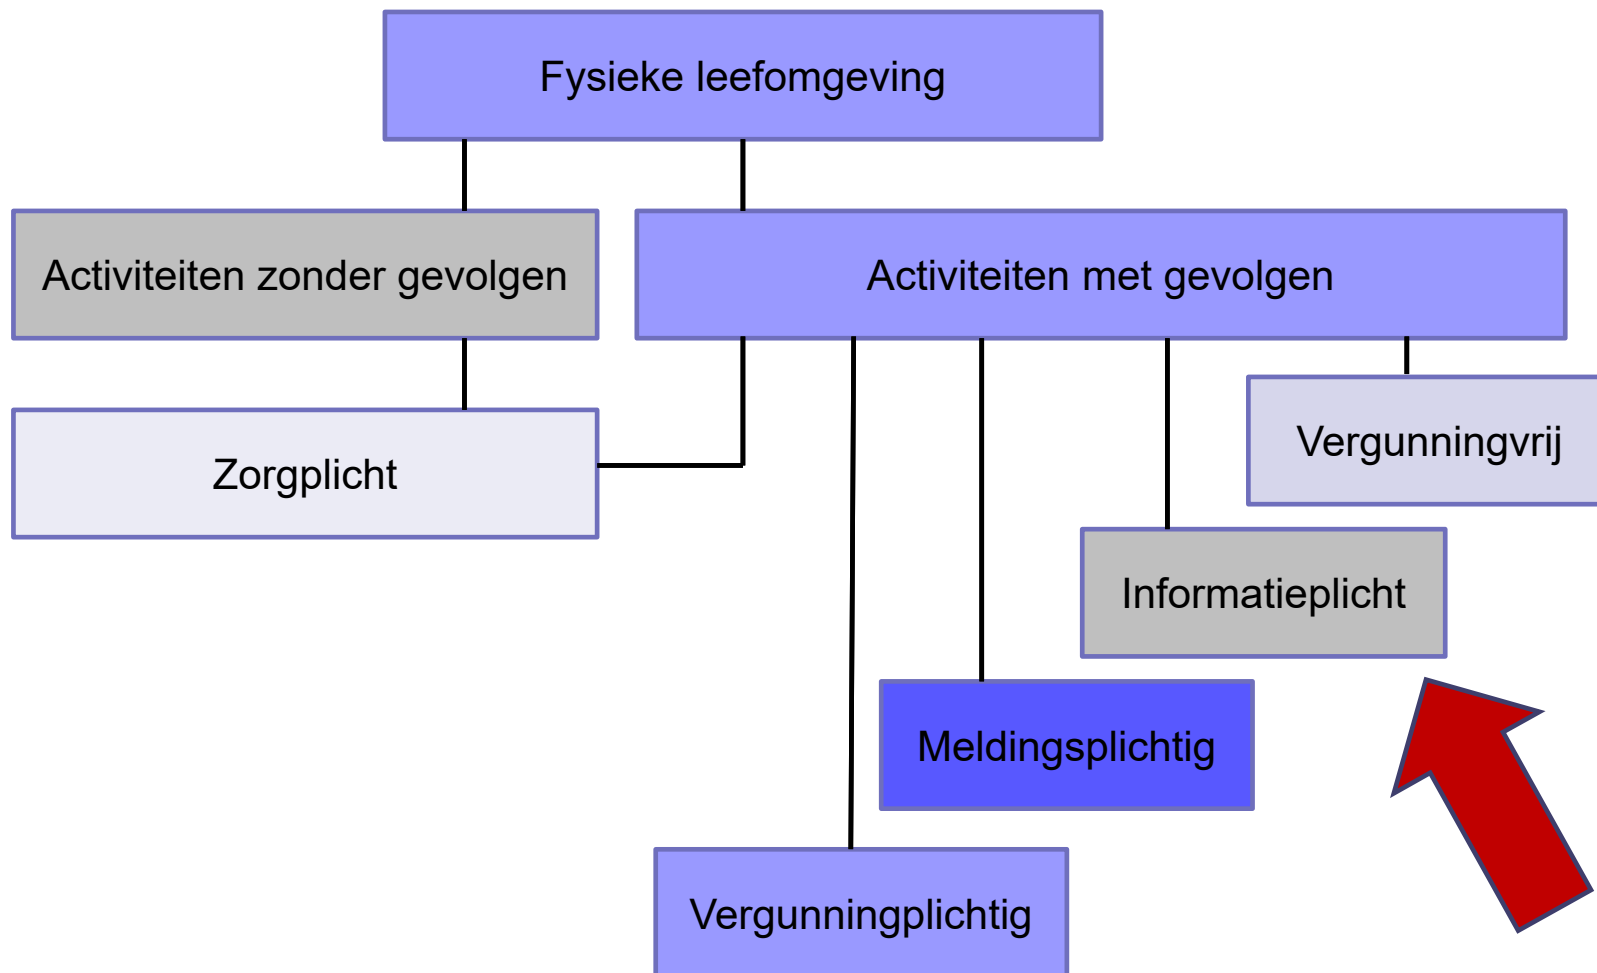 Fysieke leefomgeving
Activiteiten zonder gevolgen
Activiteiten met gevolgen
Zorgplicht
Vergunningvrij
Informatieplicht
Meldingsplichtig
Vergunningplichtig